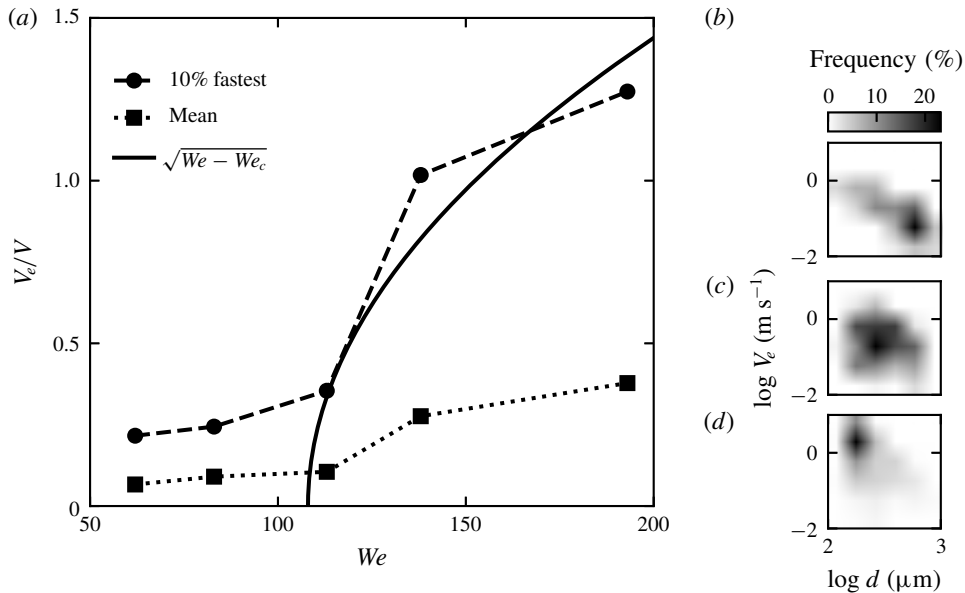 (a)
1.5
1.0
0.5
0
V_e/V
10% fastest
Mean
√We − We_c
50
100
150
200
We
(b)
Frequency (%)
0 10 20
0
−2
(c)
log V_e (m s⁻¹)
0
−2
(d)
0
−2
2 3
log d (μm)